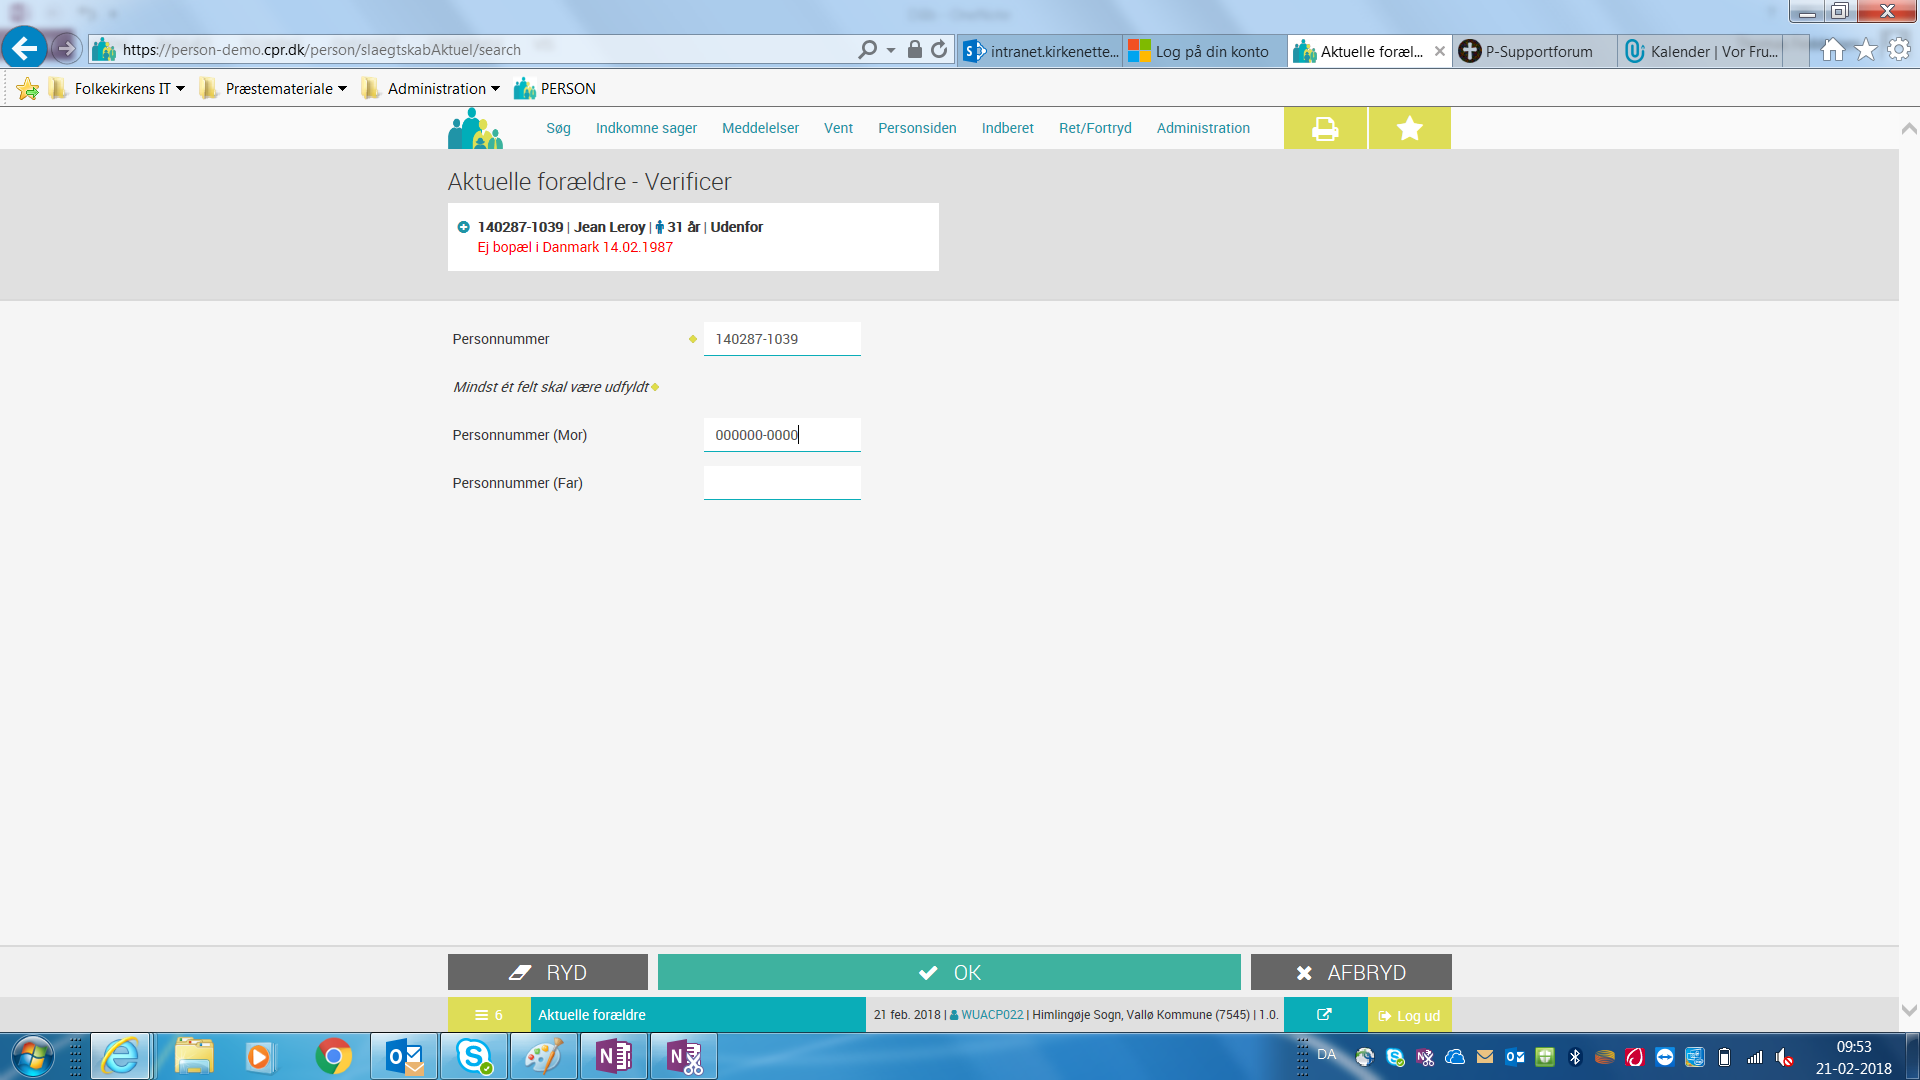 https://person-demo.cpr.dk/person/slaegtskabAktuel/search
intranet.kirkenette...
Log på din konto
Aktuelle foræl...
P-Supportforum
Kalender | Vor Fru...
Folkekirkens IT
Præstemateriale
Administration
PERSON
Søg
Indkomne sager
Meddelelser
Vent
Personsiden
Indberet
Ret/Fortryd
Administration
Aktuelle forældre - Verificer
140287-1039 | Jean Leroy | 31 år | Udenfor
Ej bopæl i Danmark 14.02.1987
Personnummer
140287-1039
Mindst ét felt skal være udfyldt
Personnummer (Mor)
000000-0000
Personnummer (Far)
RYD
OK
AFBRYD
6
Aktuelle forældre
21 feb. 2018 | WUACP022 | Himlingøje Sogn, Vallø Kommune (7545) | 1.0.
Log ud
DA
09:53
21-02-2018